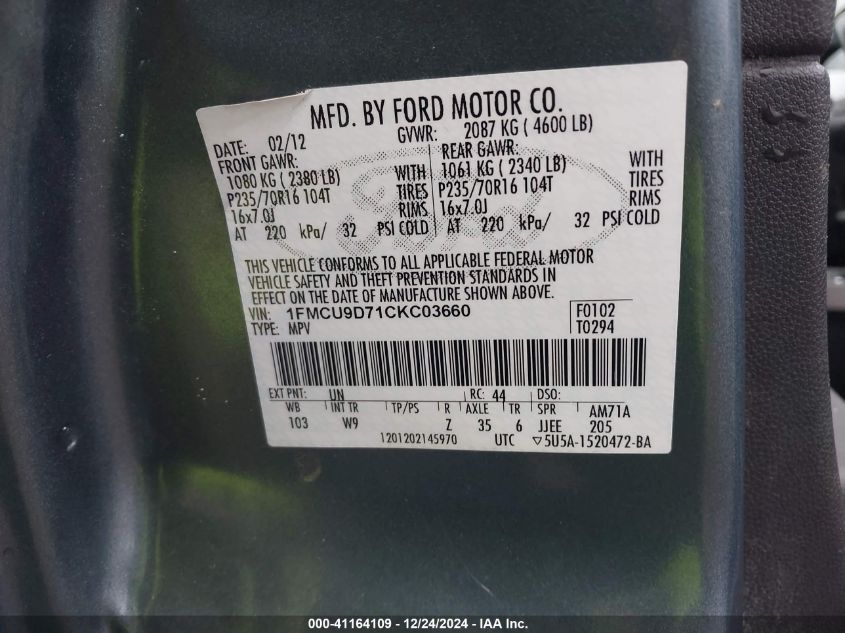 MFD. BY FORD MOTOR CO.
DATE: 02/12 GVWR: 2087 KG ( 4600 LB)
FRONT GAWR: REAR GAWR:
1080 KG ( 2380 LB) WITH 1061 KG ( 2340 LB) WITH
P235/70R16 104T TIRES P235/70R16 104T TIRES
16x7.0J RIMS 16x7.0J RIMS
AT 220 kPa/ 32 PSI COLD AT 220 kPa/ 32 PSI COLD
Ford
THIS VEHICLE CONFORMS TO ALL APPLICABLE FEDERAL MOTOR
VEHICLE SAFETY AND THEFT PREVENTION STANDARDS IN
EFFECT ON THE DATE OF MANUFACTURE SHOWN ABOVE.
VIN: 1FMCU9D71CKC03660 F0102
TYPE: MPV T0294
EXT PNT: UN RC: 44 DSO:
WB INT TR TP/PS R AXLE TR SPR AM71A
103 W9 Z 35 6 JJEE 205
1201202145970 UTC ▽5U5A-1520472-BA
000-41164109 - 12/24/2024 - IAA Inc.